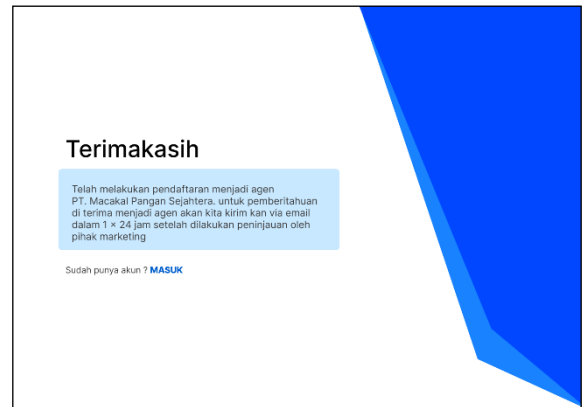 Terimakasih
Telah melakukan pendaftaran menjadi agen
PT. Macakal Pangan Sejahtera. untuk pemberitahuan
di terima menjadi agen akan kita kirim kan via email
dalam 1 x 24 jam setelah dilakukan peninjauan oleh
pihak marketing
Sudah punya akun ? MASUK